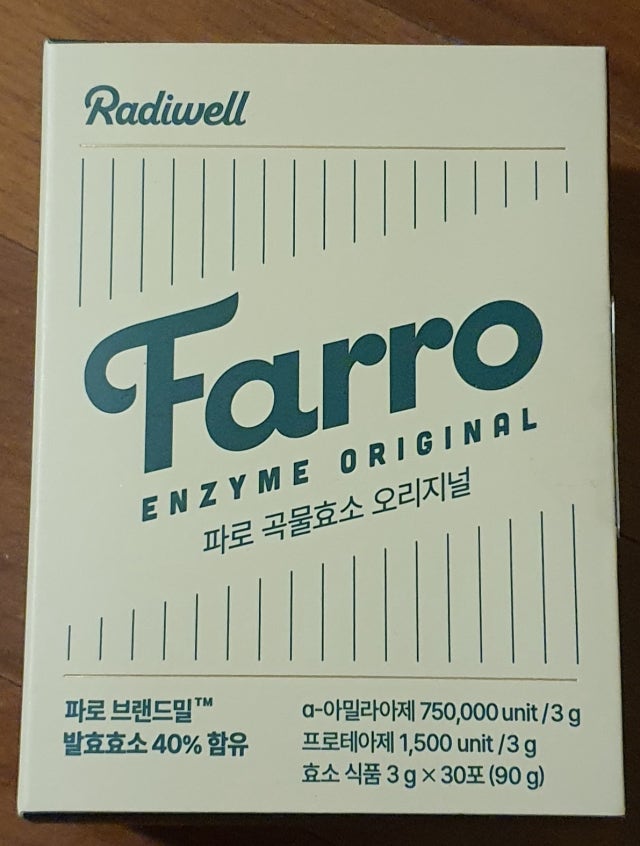 Radiwell
Farro
ENZYME ORIGINAL
파로 곡물효소 오리지널
파로 브랜드밀™
발효효소 40% 함유
α-아밀라아제 750,000 unit / 3 g
프로테아제 1,500 unit / 3 g
효소 식품 3 g × 30포 (90 g)